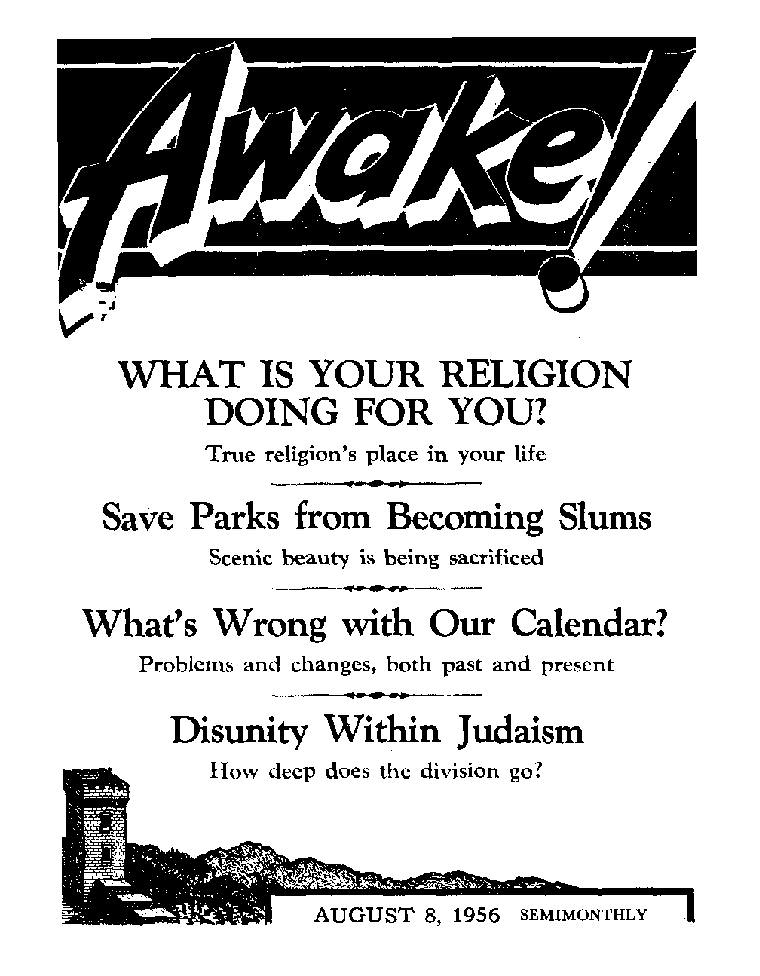 Awake!
WHAT IS YOUR RELIGION
DOING FOR YOU?
True religion's place in your life
Save Parks from Becoming Slums
Scenic beauty is being sacrificed
What's Wrong with Our Calendar?
Problems and changes, both past and present
Disunity Within Judaism
How deep does the division go?
AUGUST 8, 1956 SEMIMONTHLY